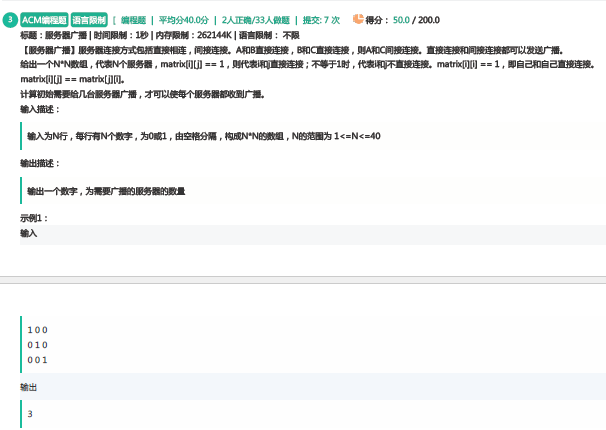 3 ACM编程题 语言限制 [ 编程题 | 平均分40.0分 | 2人正确/33人做题 | 提交: 7 次 得分： 50.0 / 200.0
标题：服务器广播 | 时间限制：1秒 | 内存限制：262144K | 语言限制： 不限
【服务器广播】服务器连接方式包括直接相连，间接连接。A和B直接连接，B和C直接连接，则A和C间接连接。直接连接和间接连接都可以发送广播。
给出一个N*N数组，代表N个服务器，matrix[i][j] == 1，则代表i和j直接连接；不等于1时，代表i和j不直接连接。matrix[i][i] == 1，即自己和自己直接连接。
matrix[i][j] == matrix[j][i]。
计算初始需要给几台服务器广播，才可以使每个服务器都收到广播。
输入描述：
输入为N行，每行有N个数字，为0或1，由空格分隔，构成N*N的数组，N的范围为 1<=N<=40
输出描述：
输出一个数字，为需要广播的服务器的数量
示例1：
输入
1 0 0
0 1 0
0 0 1
输出
3